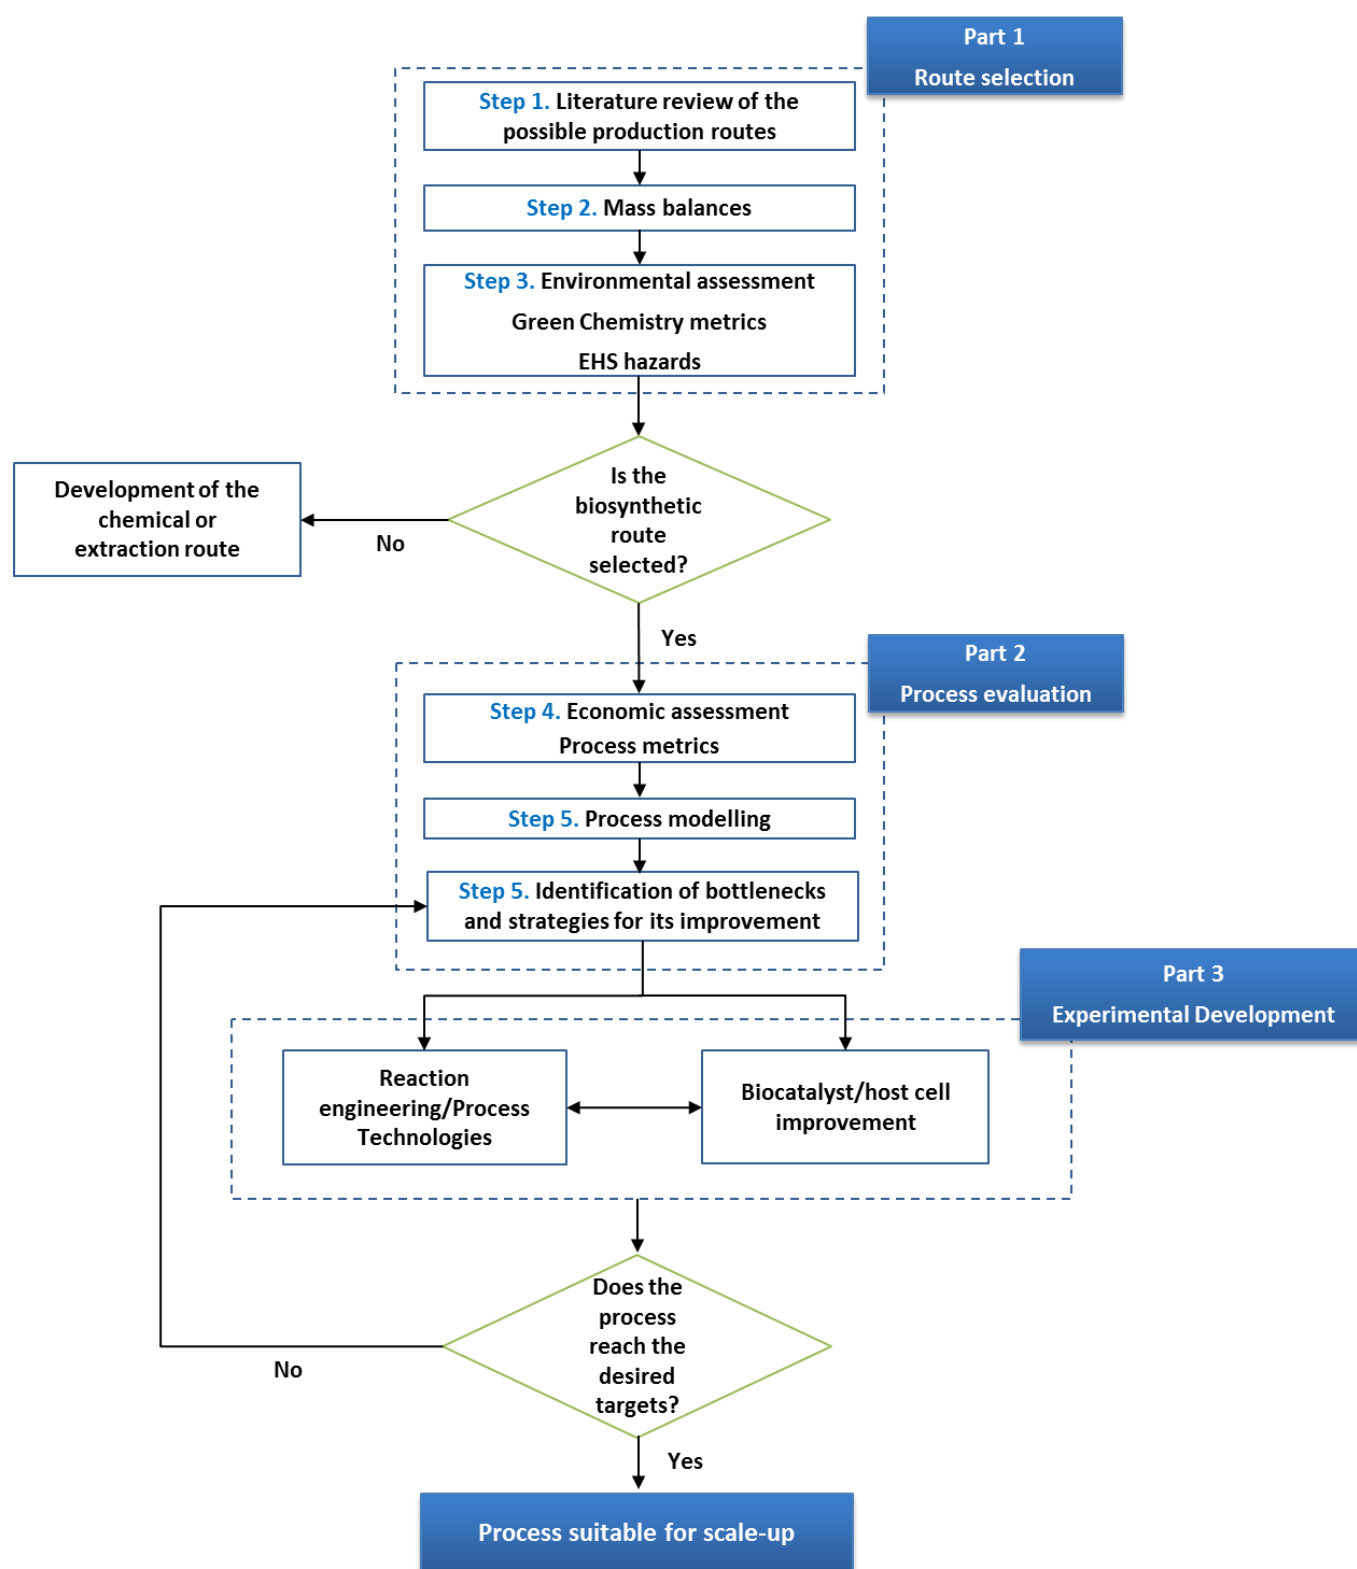 Part 1
Route selection
Step 1. Literature review of the
possible production routes
Step 2. Mass balances
Step 3. Environmental assessment
Green Chemistry metrics
EHS hazards
Is the
biosynthetic
route
selected?
Development of the
chemical or
extraction route
No
Yes
Part 2
Process evaluation
Step 4. Economic assessment
Process metrics
Step 5. Process modelling
Step 5. Identification of bottlenecks
and strategies for its improvement
Part 3
Experimental Development
Reaction
engineering/Process
Technologies
Biocatalyst/host cell
improvement
Does the
process
reach the
desired
targets?
No
Yes
Process suitable for scale-up